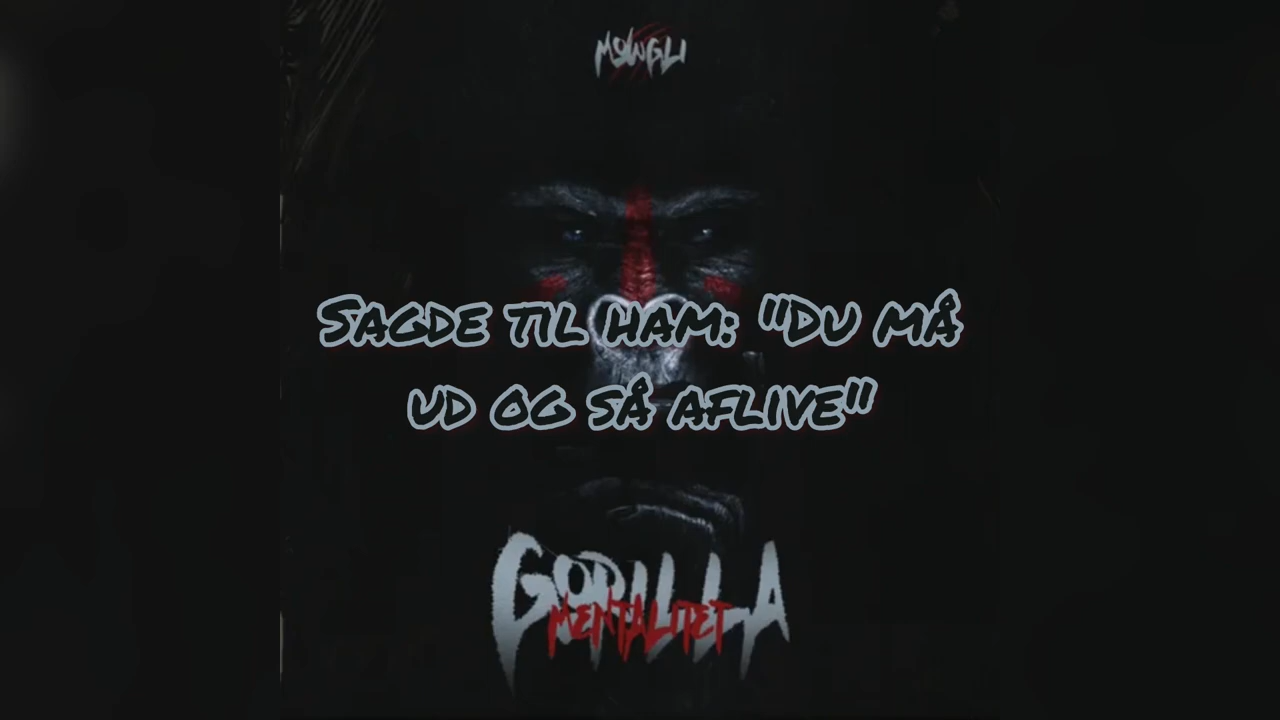 MOWGLI
SAGDE TIL HAM: "DU MÅ
UD OG SÅ AFLIVE"
GORILLA
MENTALITET